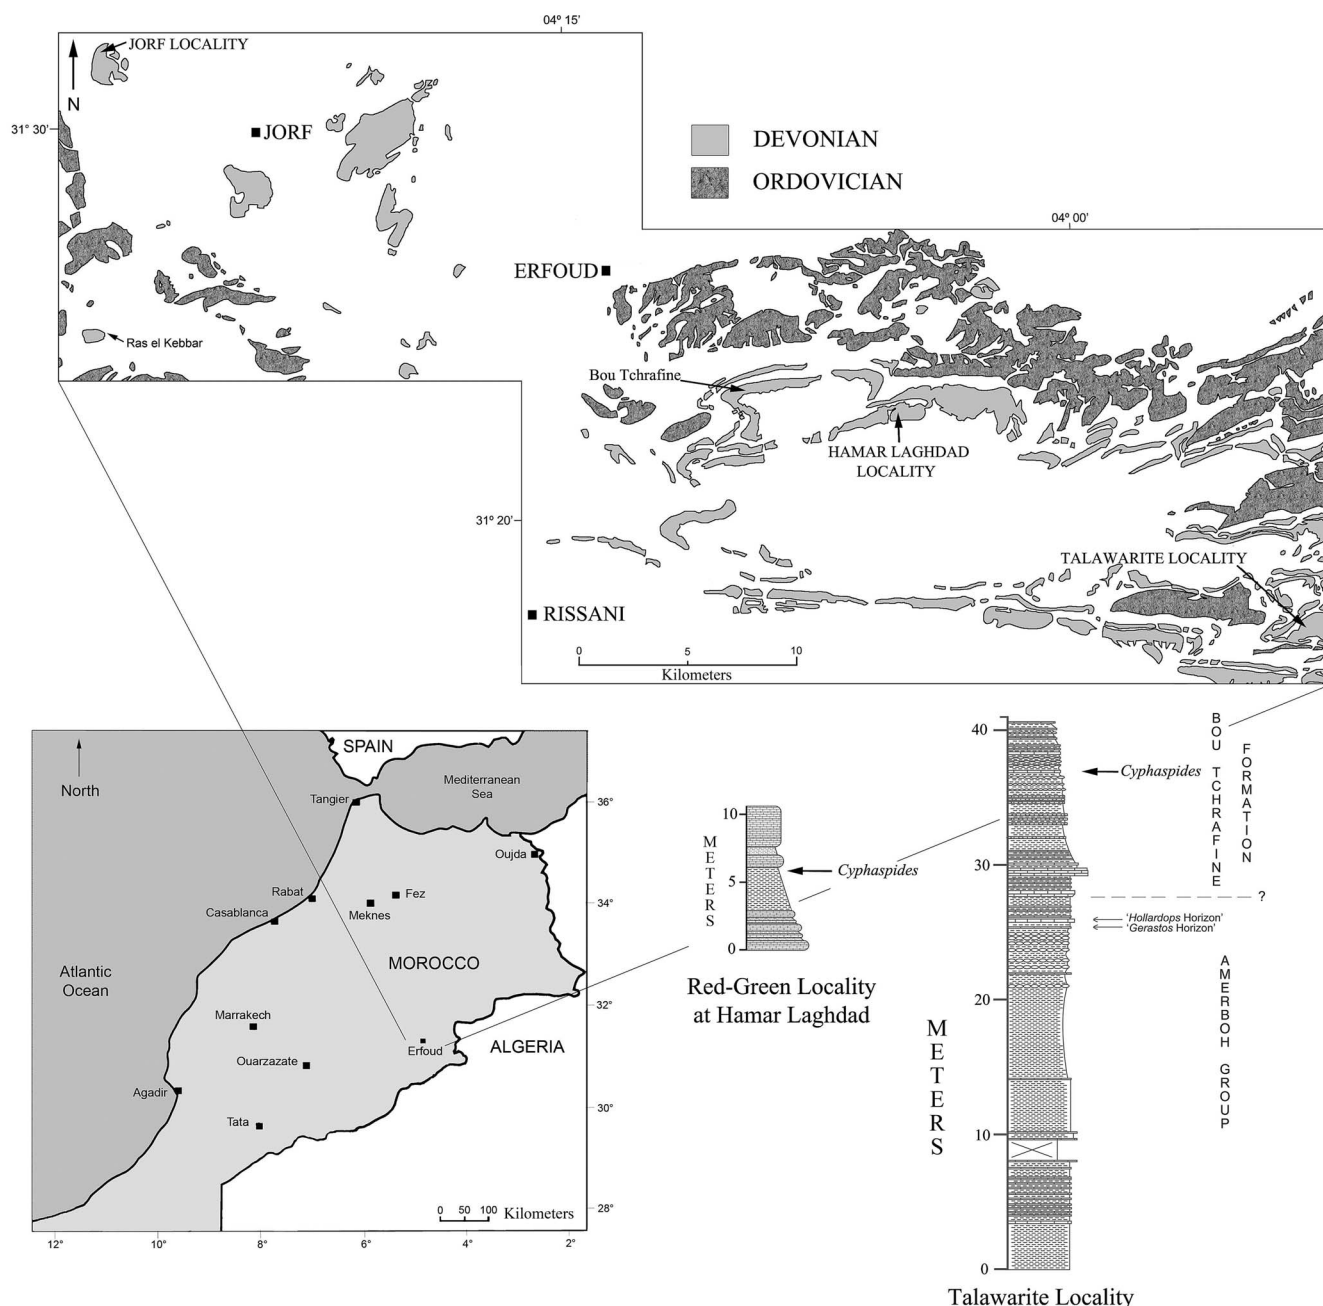 04° 15'
JORF LOCALITY
N
31° 30'
JORF
DEVONIAN
ORDOVICIAN
04° 00'
ERFOUD
Ras el Kebbar
Bou Tchrafine
HAMAR LAGHDAD
LOCALITY
31° 20'
TALAWARITE LOCALITY
RISSANI
0 5 10
Kilometers
North
SPAIN
Mediterranean
Sea
Tangier
36°
Oujda
Rabat
Fez
Meknes
34°
Casablanca
Atlantic
Ocean
MOROCCO
32°
Marrakech
Erfoud
ALGERIA
Ouarzazate
Agadir
30°
Tata
0 50 100 Kilometers
28°
12° 10° 8° 6° 4° 2°
10
5
0
METERS
Cyphaspides
Red-Green Locality
at Hamar Laghdad
40
30
20
10
0
METERS
Cyphaspides
BOU TCHRAFINE
FORMATION
?
'Hollardops Horizon'
'Gerastos Horizon'
AMERBOH GROUP
Talawarite Locality